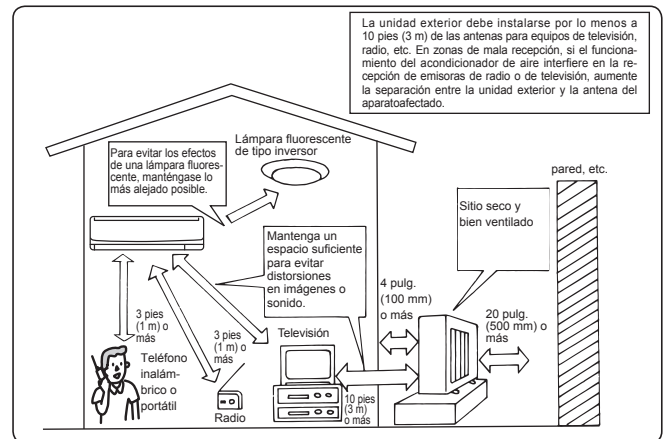 La unidad exterior debe instalarse por lo menos a
10 pies (3 m) de las antenas para equipos de televisión,
radio, etc. En zonas de mala recepción, si el funciona-
miento del acondicionador de aire interfiere en la re-
cepción de emisoras de radio o de televisión, aumente
la separación entre la unidad exterior y la antena del
aparatoafectado.
Lámpara fluorescente
de tipo inversor
Para evitar los efectos
de una lámpara fluores-
cente, manténgase lo
más alejado posible.
pared, etc.
Sitio seco y
bien ventilado
Mantenga un
espacio suficiente
para evitar
distorsiones
en imágenes o
sonido.
4 pulg.
(100 mm)
o más
20 pulg.
(500 mm) o
más
3 pies
(1 m) o
más
3 pies
(1 m) o
más
Televisión
Teléfono
inalám-
brico o
portátil
Radio
10 pies
(3 m)
o más